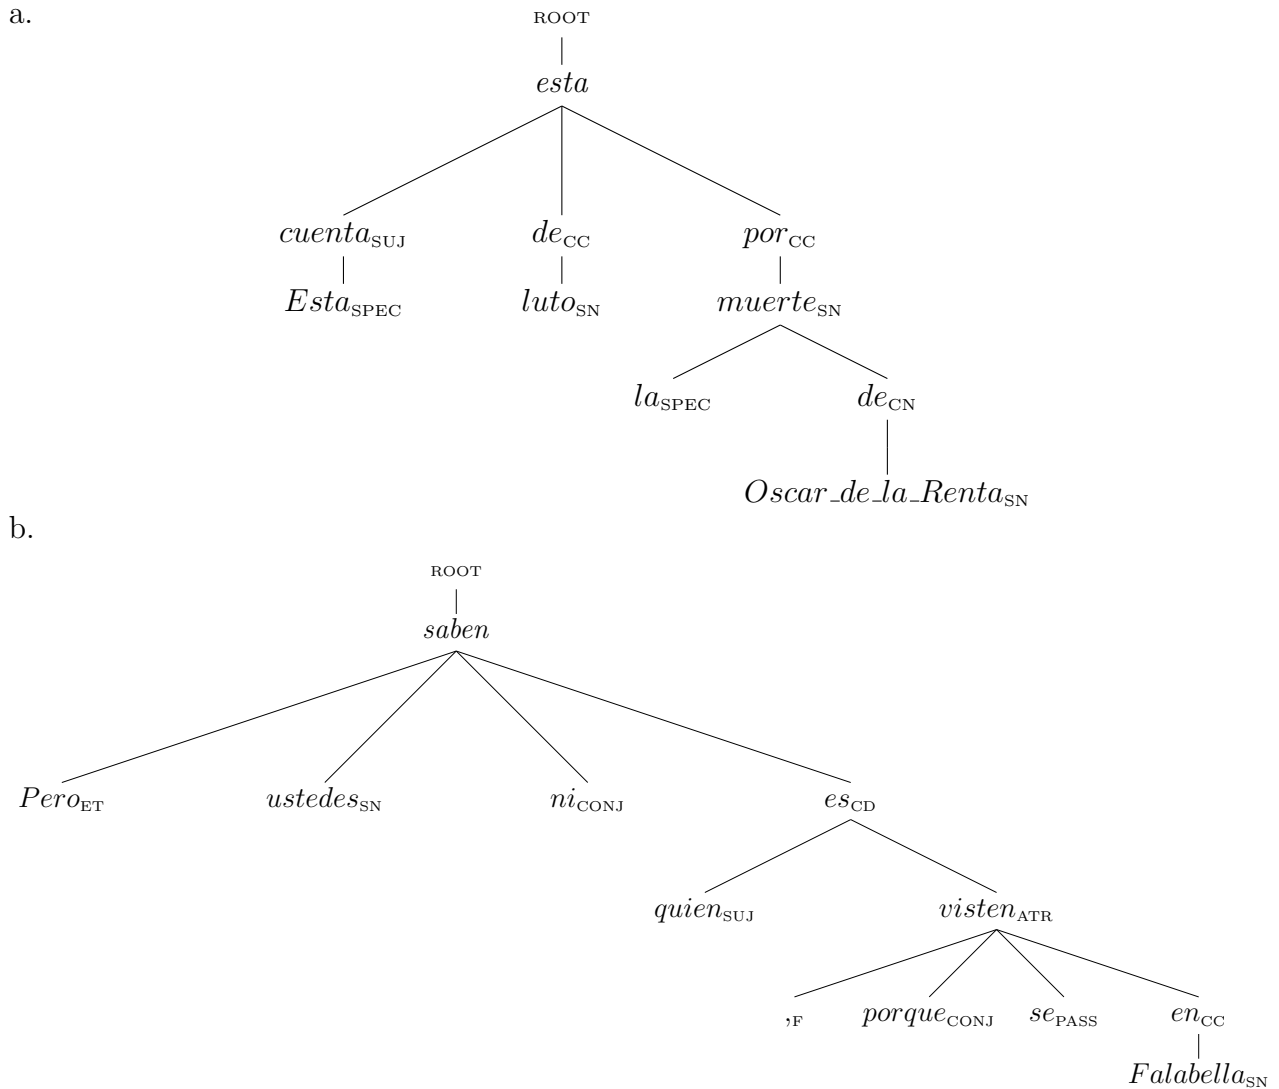 a.
ROOT
esta
cuentaSUJ deCC porCC
EstaSPEC lutoSN muerteSN
laSPEC deCN
Oscar_de_la_RentaSN
b.
ROOT
saben
PeroET ustedesSN niCONJ esCD
quienSUJ vistenATR
,F porqueCONJ sePASS enCC
FalabellaSN